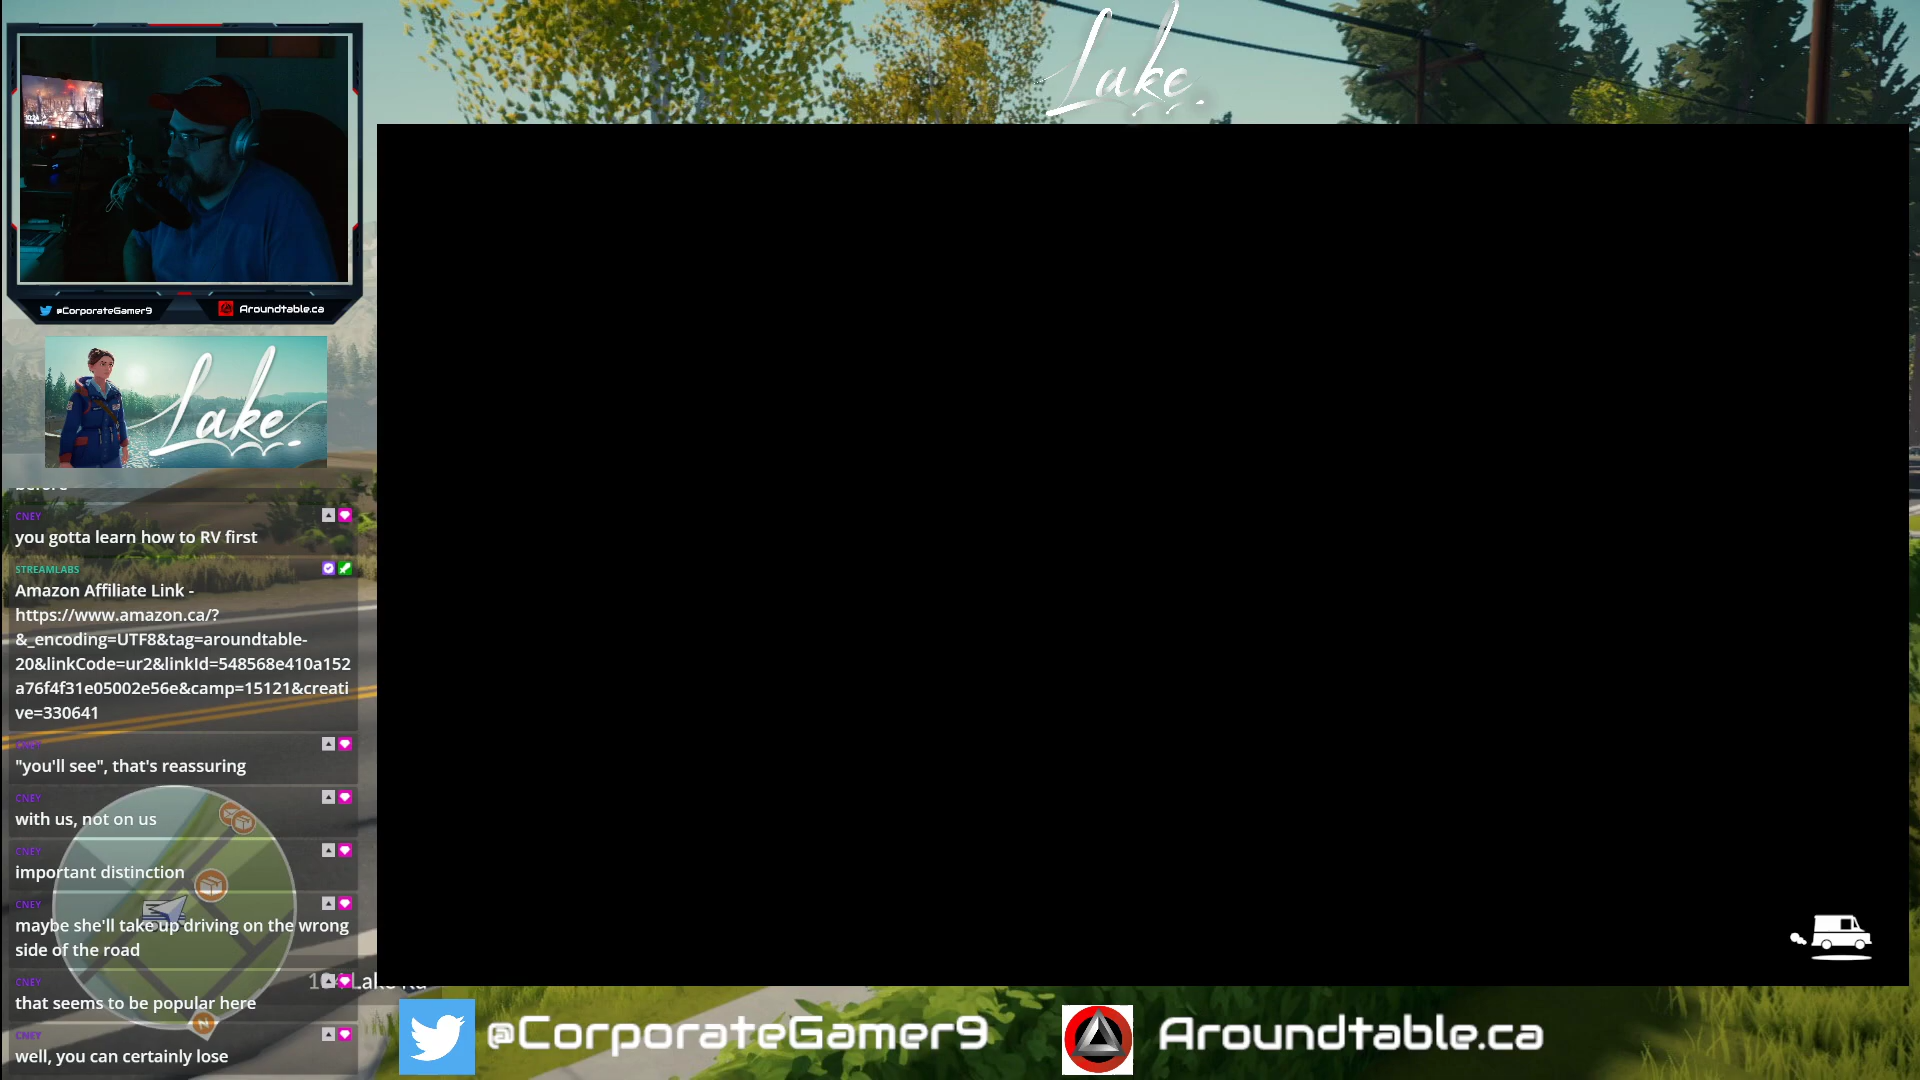 Lake.
@CorporateGamer9
Aroundtable.ca
Lake.
before
CNEY
you gotta learn how to RV first
STREAMLABS
Amazon Affiliate Link -
https://www.amazon.ca/?
&_encoding=UTF8&tag=aroundtable-
20&linkCode=ur2&linkId=548568e410a152
a76f4f31e05002e56e&camp=15121&creati
ve=330641
CNEY
"you'll see", that's reassuring
CNEY
with us, not on us
CNEY
important distinction
CNEY
maybe she'll take up driving on the wrong
side of the road
CNEY
that seems to be popular here
N
CNEY
well, you can certainly lose
@CorporateGamer9
Aroundtable.ca